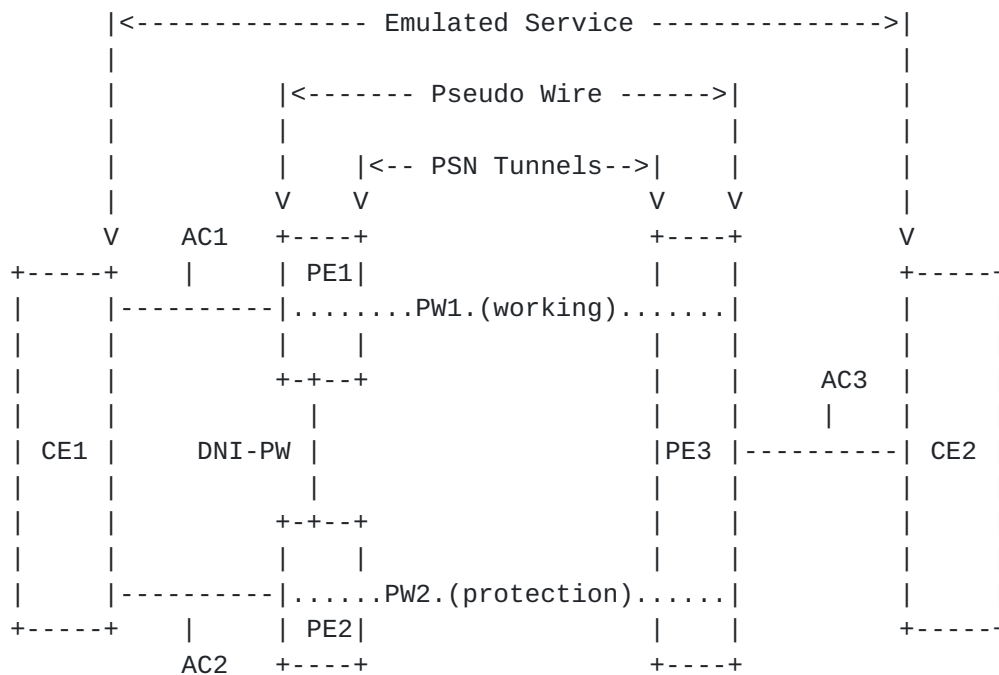 |<--------------- Emulated Service --------------->|
|<------- Pseudo Wire ------>|
|<-- PSN Tunnels-->|
V V V V
V AC1 V
PE1
PW1.(working)
AC3
CE1 DNI-PW PE3 CE2
PW2.(protection)
PE2
AC2